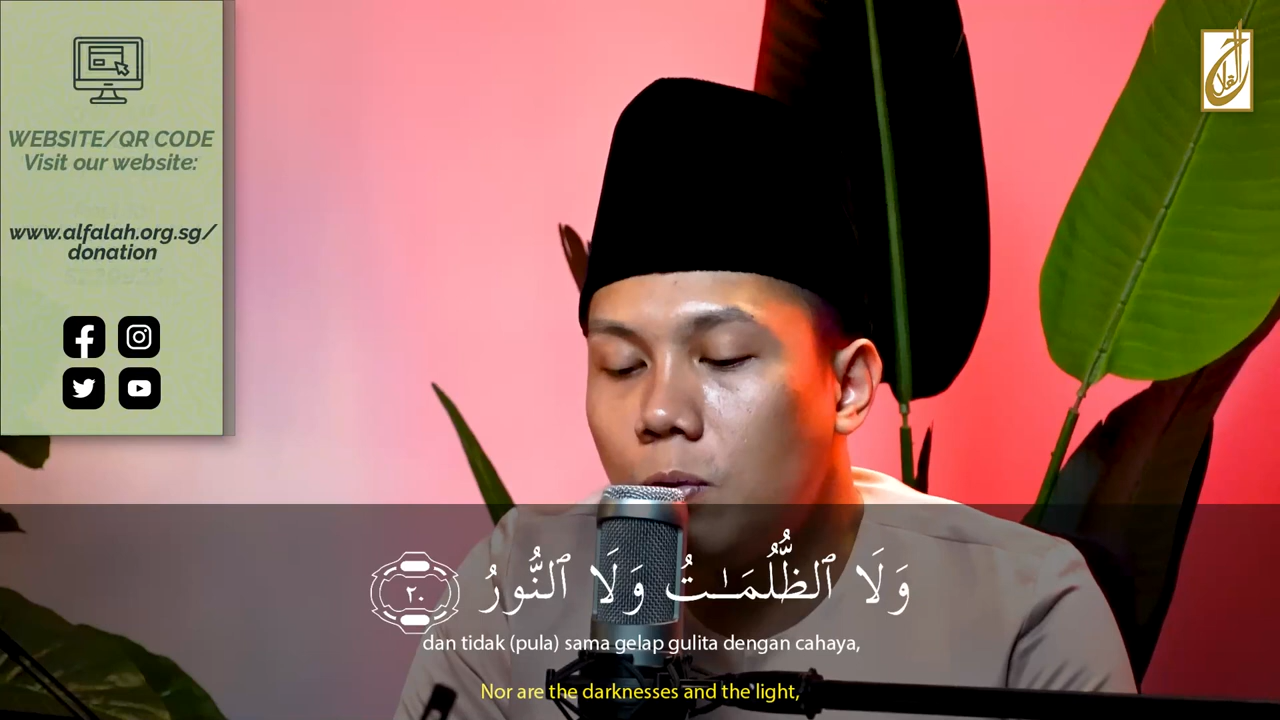 WEBSITE/QR CODE
Visit our website:
www.alfalah.org.sg/
donation
وَلَا ٱلظُّلُمَـٰتُ وَلَا ٱلنُّورُ ٢٠
dan tidak (pula) sama gelap gulita dengan cahaya,
Nor are the darknesses and the light,